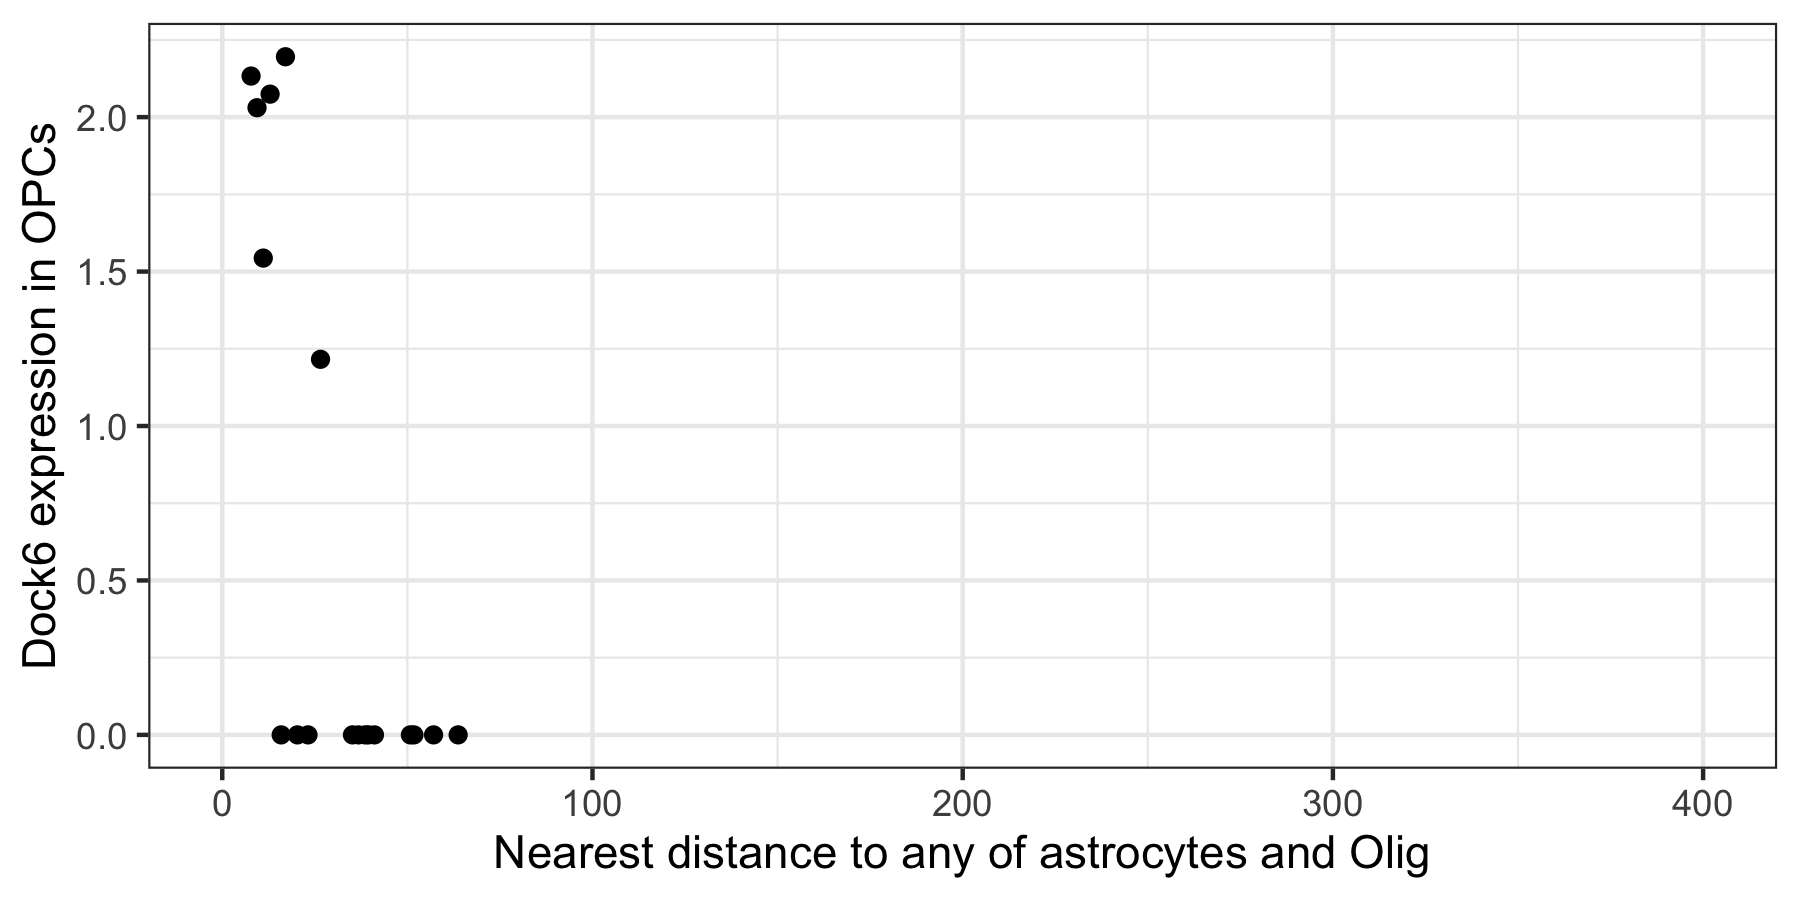 Dock6 expression in OPCs
2.0
1.5
1.0
0.5
0.0
0 100 200 300 400
Nearest distance to any of astrocytes and Olig